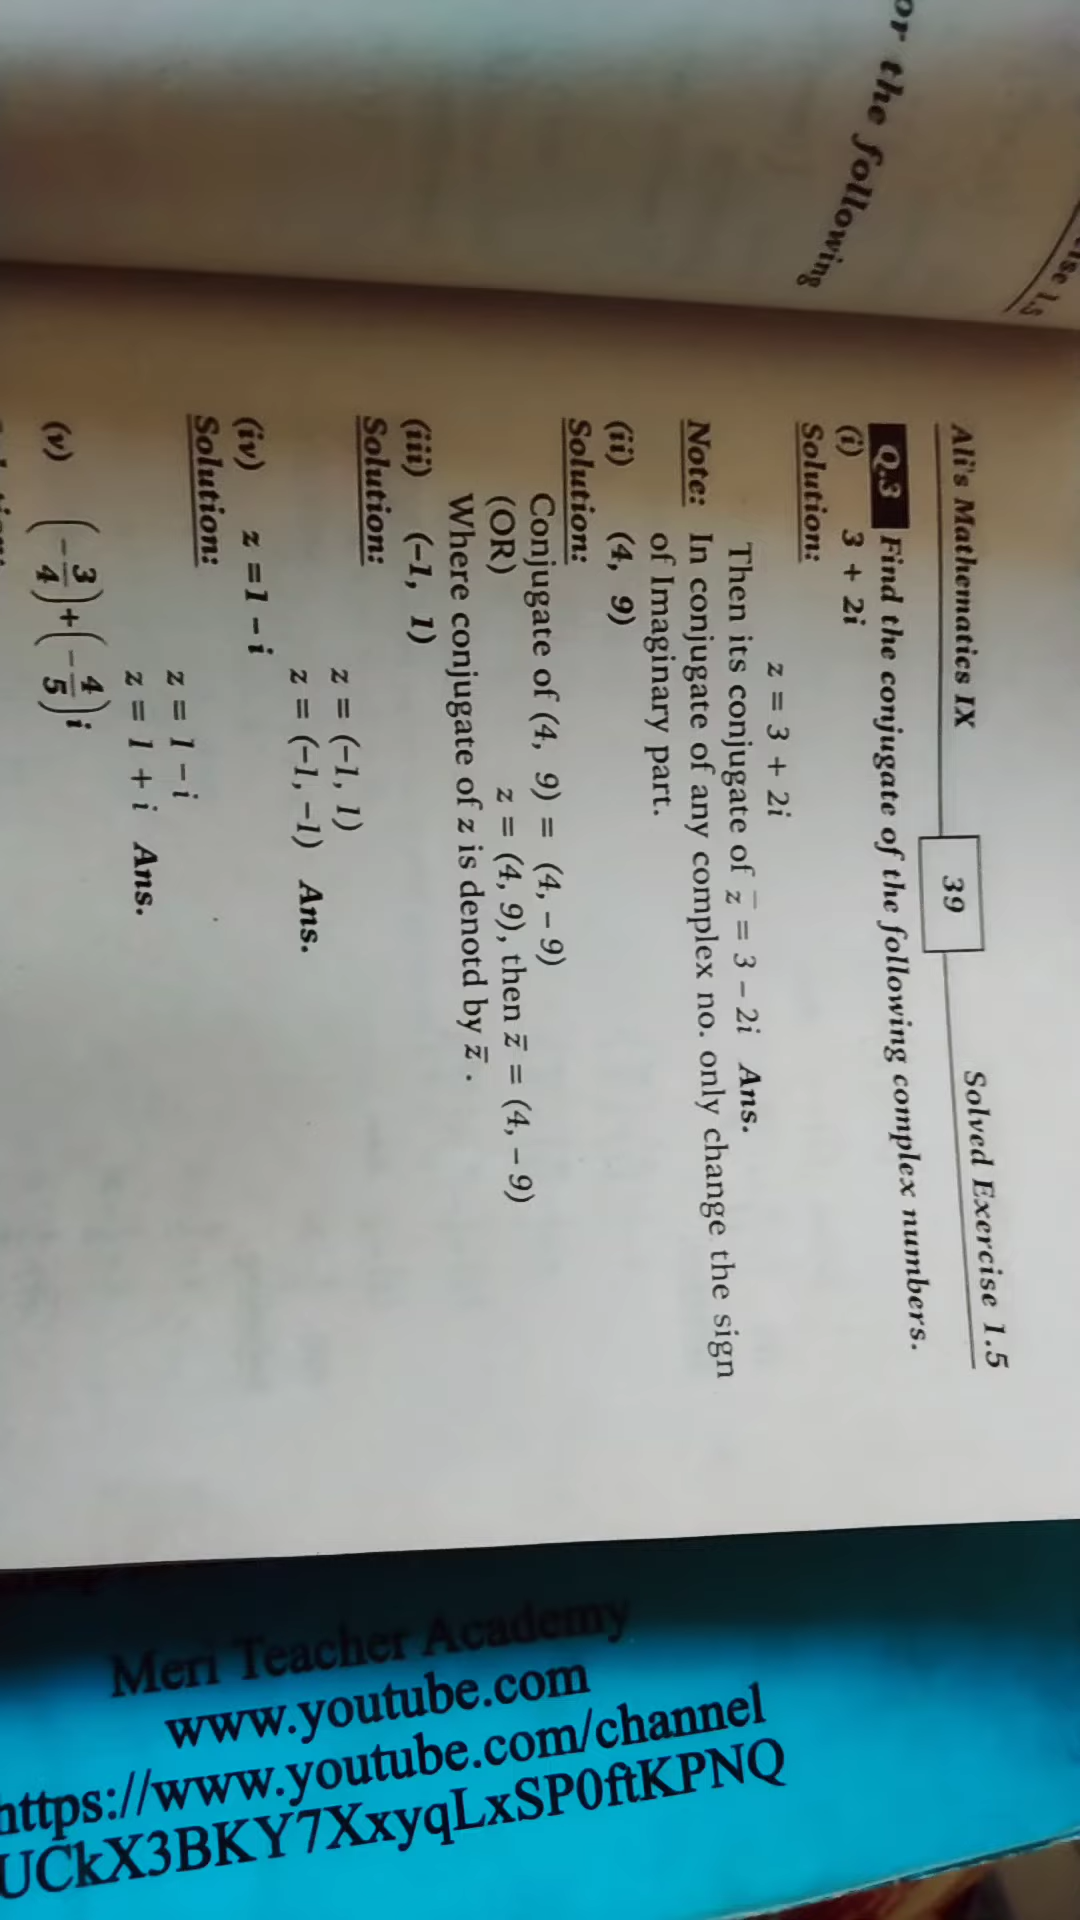 or the following
Ali's Mathematics IX 39 Solved Exercise 1.5
Q.3 Find the conjugate of the following complex numbers.
(i) 3 + 2i
Solution:
z = 3 + 2i
Then its conjugate of z̄ = 3 – 2i Ans.
Note: In conjugate of any complex no. only change the sign
of Imaginary part.
(ii) (4, 9)
Solution:
Conjugate of (4, 9) = (4, – 9)
(OR) z = (4, 9), then z̄ = (4, – 9)
Where conjugate of z is denotd by z̄ .
(iii) (–1, 1)
Solution:
z = (–1, 1)
z = (–1, –1) Ans.
(iv) z = 1 – i
Solution:
z = 1 – i
z = 1 + i Ans.
(v) (–3/4) + (–4/5)i
Meri Teacher Academy
www.youtube.com
https://www.youtube.com/channel
UCkX3BKY7XxyqLxSP0ftKPNQ